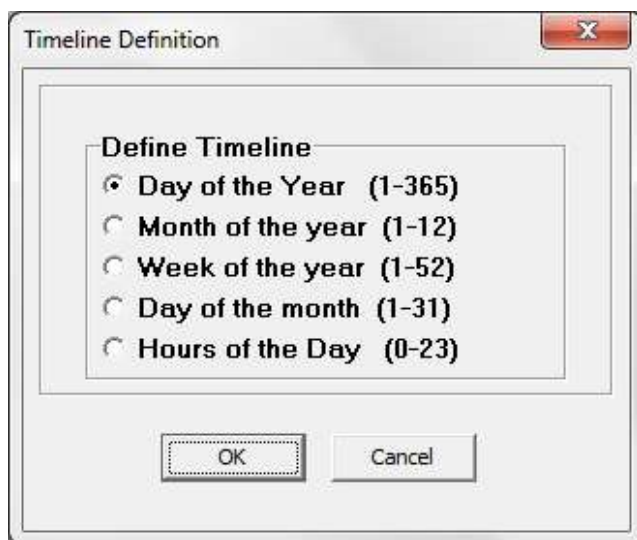 Timeline Definition
Define Timeline
Day of the Year (1-365)
Month of the year (1-12)
Week of the year (1-52)
Day of the month (1-31)
Hours of the Day (0-23)
OK
Cancel